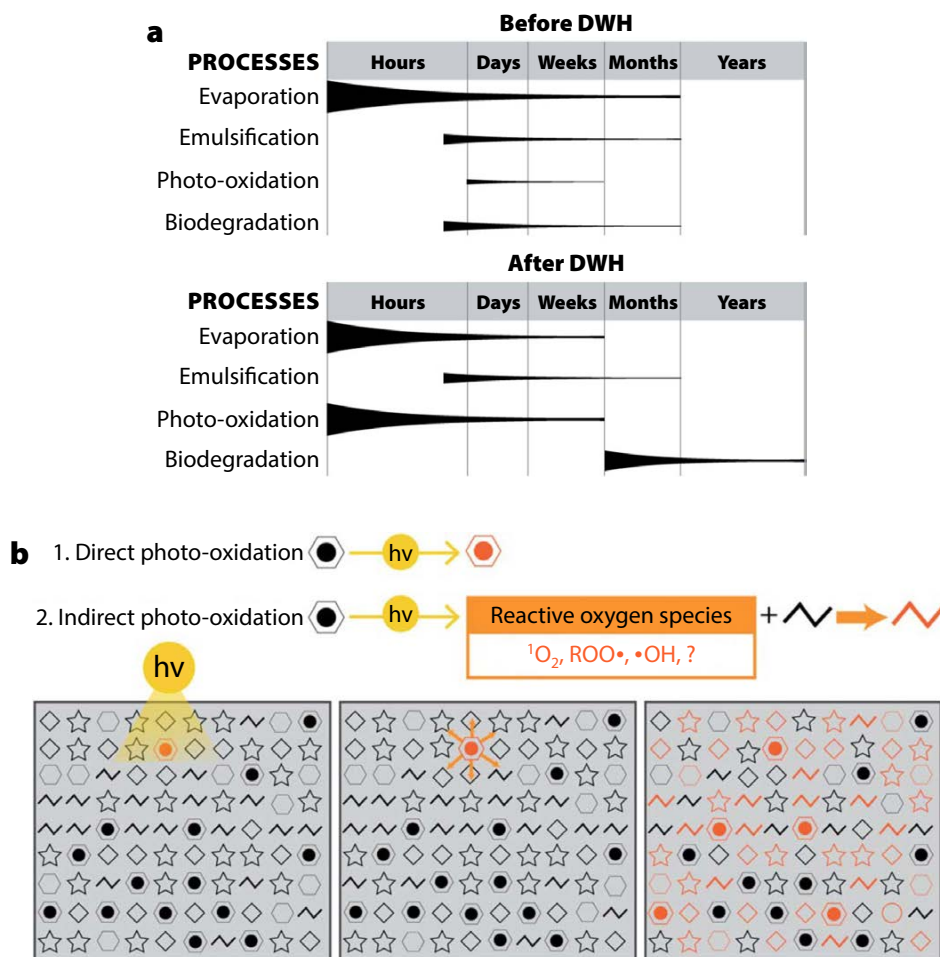 a
Before DWH
PROCESSES Hours Days Weeks Months Years
Evaporation
Emulsification
Photo-oxidation
Biodegradation
After DWH
PROCESSES Hours Days Weeks Months Years
Evaporation
Emulsification
Photo-oxidation
Biodegradation
b
1. Direct photo-oxidation hv
2. Indirect photo-oxidation hv Reactive oxygen species +
¹O₂, ROO•, •OH, ?
hv